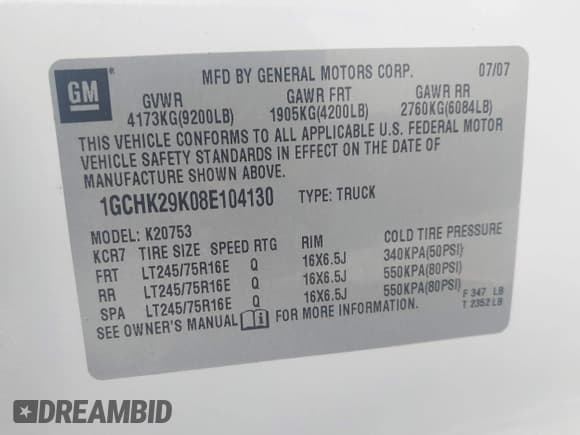 GM ® MFD BY GENERAL MOTORS CORP. 07/07
GVWR GAWR FRT GAWR RR
4173KG(9200LB) 1905KG(4200LB) 2760KG(6084LB)
THIS VEHICLE CONFORMS TO ALL APPLICABLE U.S. FEDERAL MOTOR
VEHICLE SAFETY STANDARDS IN EFFECT ON THE DATE OF
MANUFACTURE SHOWN ABOVE.
1GCHK29K08E104130 TYPE: TRUCK
MODEL: K20753
KCR7 TIRE SIZE SPEED RTG RIM COLD TIRE PRESSURE
FRT LT245/75R16E Q 16X6.5J 340KPA(50PSI)
RR LT245/75R16E Q 16X6.5J 550KPA(80PSI)
SPA LT245/75R16E Q 16X6.5J 550KPA(80PSI)
SEE OWNER'S MANUAL i FOR MORE INFORMATION.
F 347 LB
T 2352 LB
DREAMBID